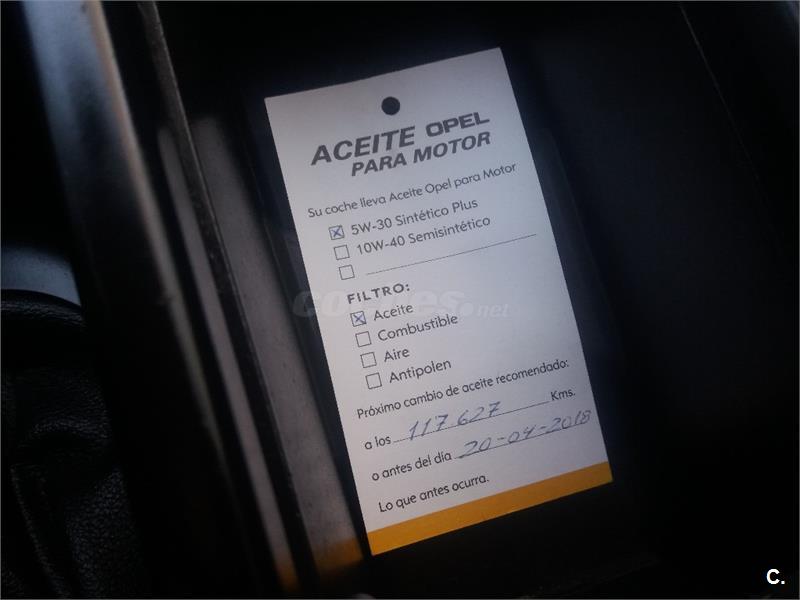 ACEITE OPEL
PARA MOTOR
Su coche lleva Aceite Opel para Motor
5W-30 Sintético Plus
10W-40 Semisintético
FILTRO:
Aceite
Combustible
Aire
Antipolen
Próximo cambio de aceite recomendado:
a los 117.627 Kms.
o antes del día 20-04-2018
Lo que antes ocurra.
coches.net
C.